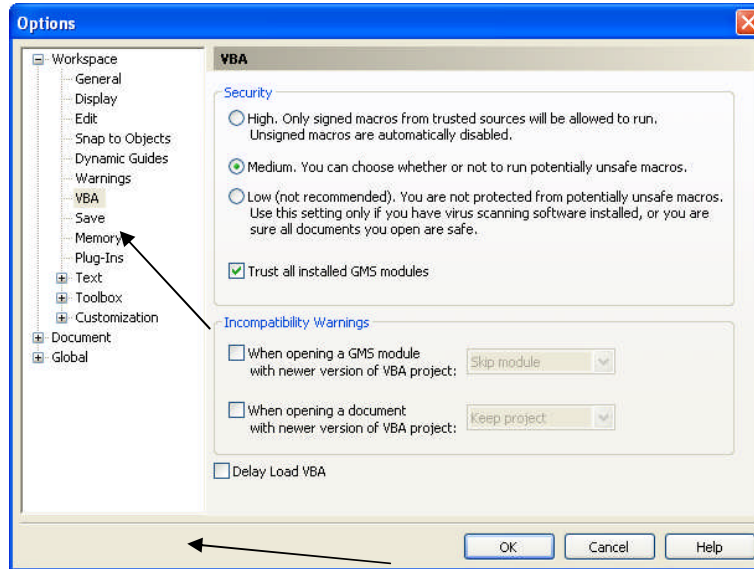 Options
Workspace
General
Display
Edit
Snap to Objects
Dynamic Guides
Warnings
VBA
Save
Memory
Plug-Ins
Text
Toolbox
Customization
Document
Global
VBA
Security
High. Only signed macros from trusted sources will be allowed to run.
Unsigned macros are automatically disabled.
Medium. You can choose whether or not to run potentially unsafe macros.
Low (not recommended). You are not protected from potentially unsafe macros.
Use this setting only if you have virus scanning software installed, or you are
sure all documents you open are safe.
Trust all installed GMS modules
Incompatibility Warnings
When opening a GMS module
with newer version of VBA project:
Skip module
When opening a document
with newer version of VBA project:
Keep project
Delay Load VBA
OK
Cancel
Help